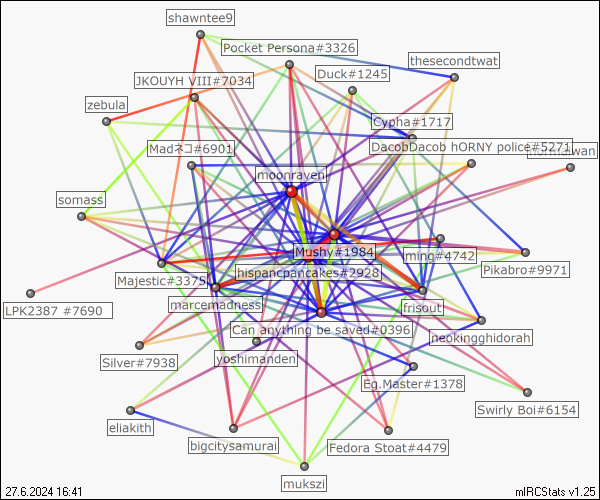 shawntee9
Pocket Persona#3326
thesecondtwat
Duck#1245
JKOUYH VIII#7034
zebula
Cypha#1717
Madネコ#6901
DacobDacob hORNY police#5271
moonraven
somass
Mushy#1984
ming#4742
hispancpancakes#2928
Pikabro#9971
Majestic#3375
marcemadness
frisout
LPK2387 #7690
Can anything be saved#0396
neokingghidorah
yoshimanden
Silver#7938
Eg.Master#1378
Swirly Boi#6154
eliakith
bigcitysamurai
Fedora Stoat#4479
mukszi
27.6.2024 16:41
mIRCStats v1.25